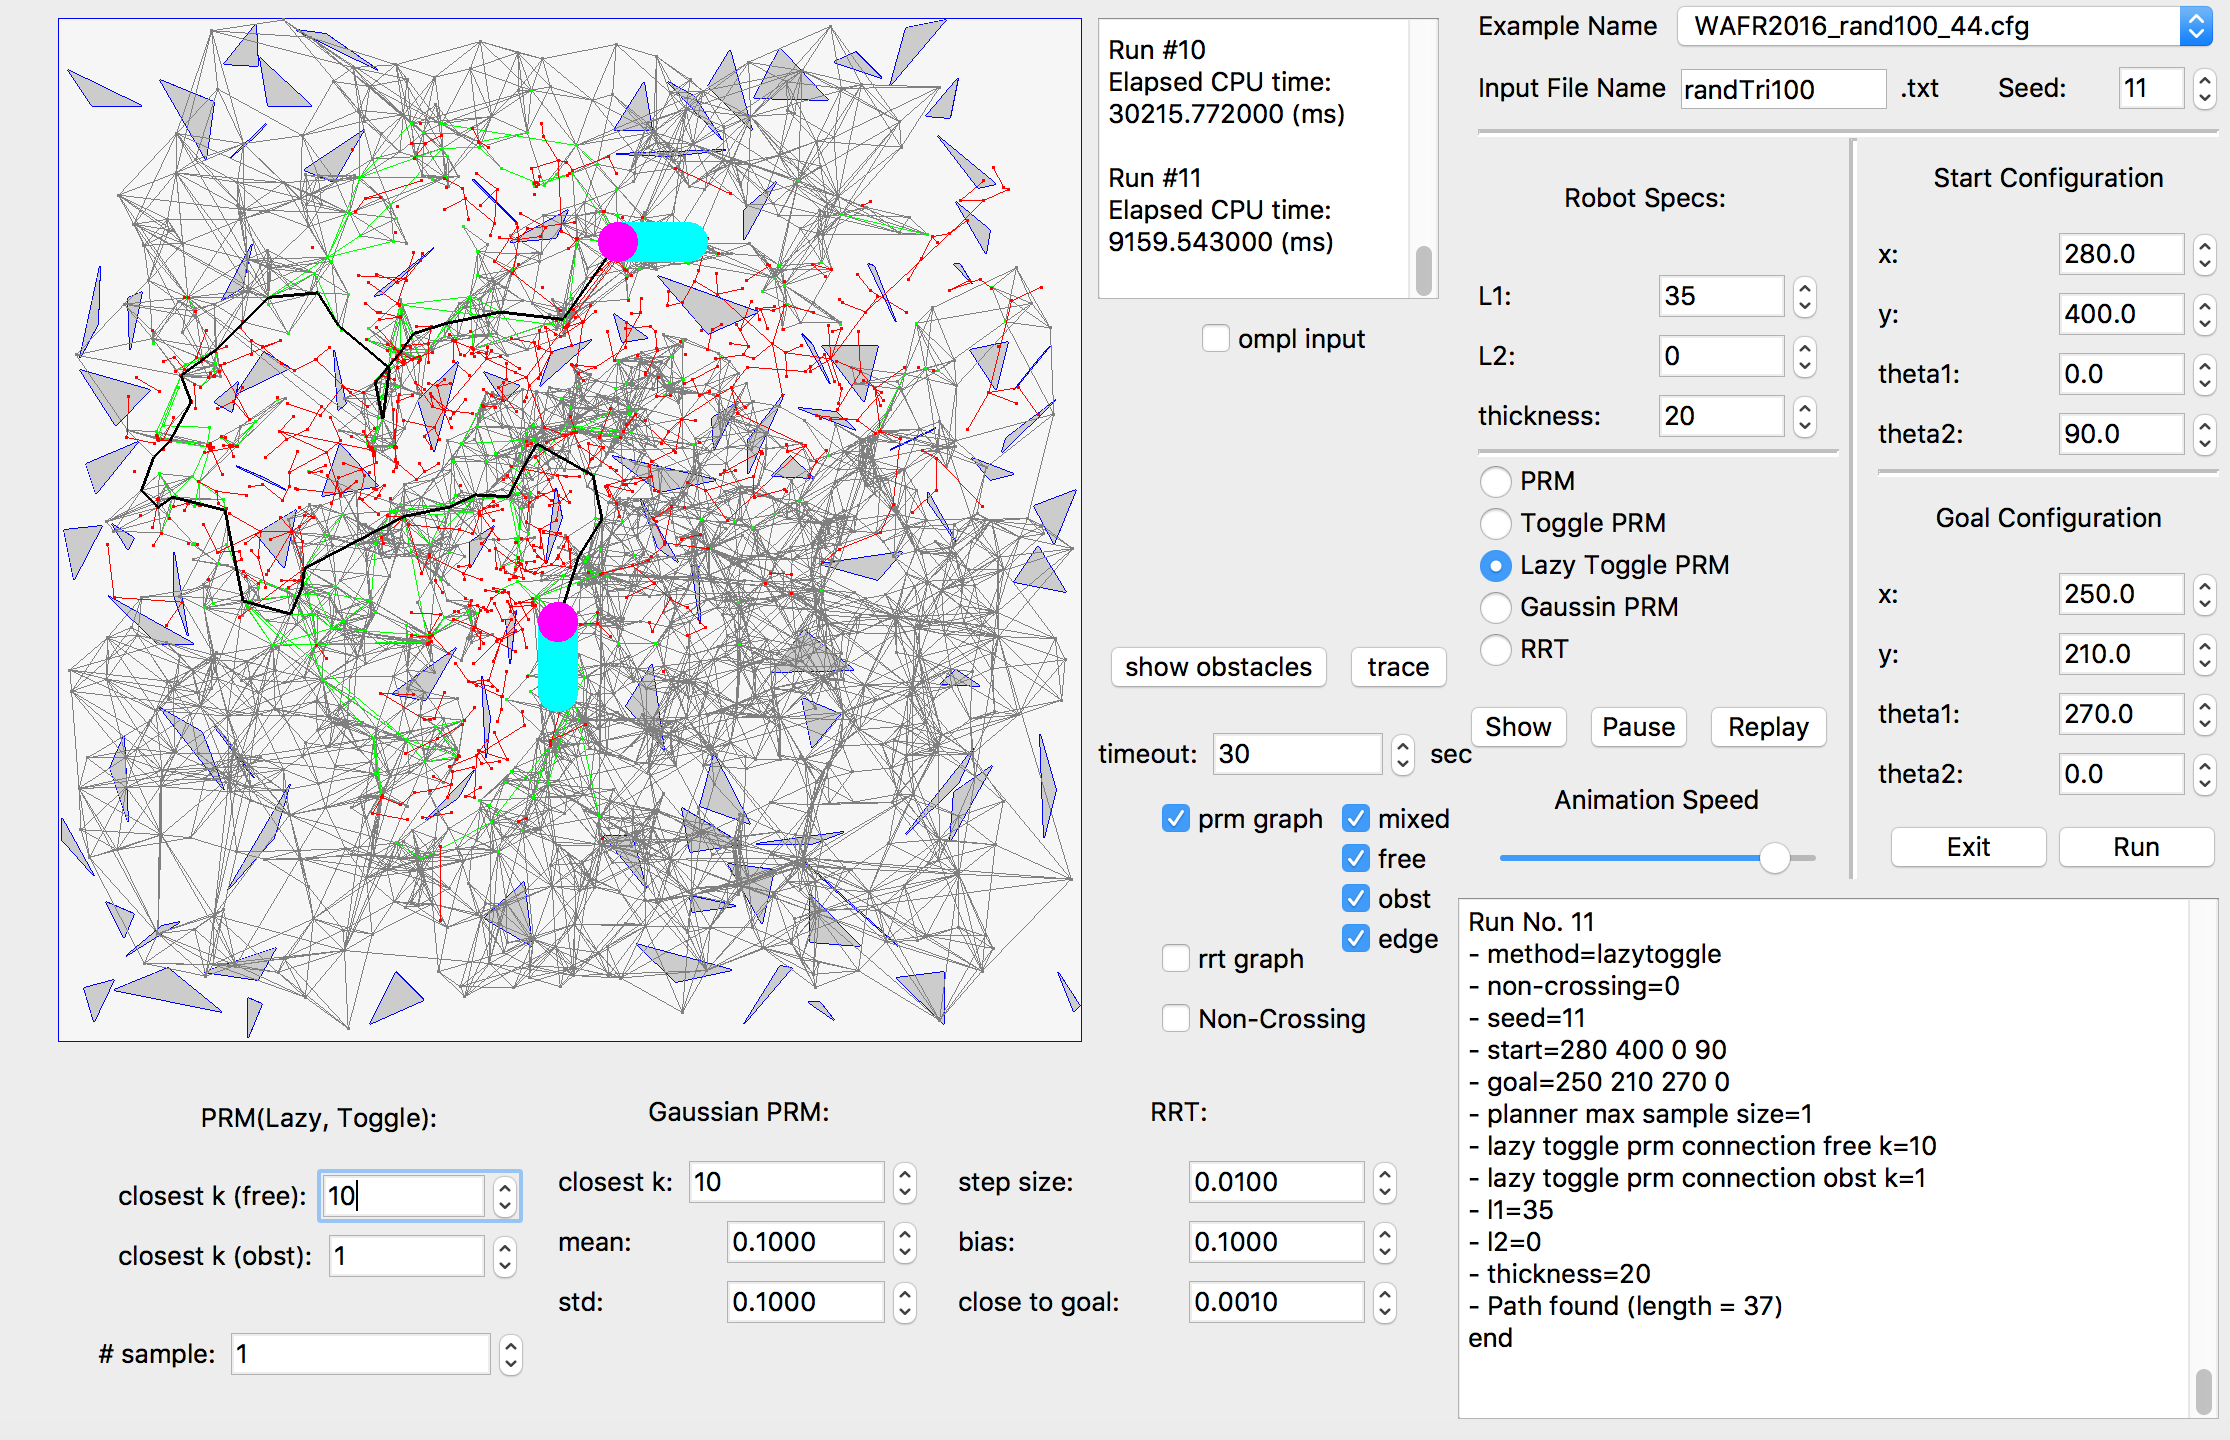 Run #10
Elapsed CPU time:
30215.772000 (ms)
Run #11
Elapsed CPU time:
9159.543000 (ms)
ompl input
show obstacles
trace
timeout:
30
sec
prm graph
mixed
free
obst
edge
rrt graph
Non-Crossing
Example Name
WAFR2016_rand100_44.cfg
Input File Name
randTri100
.txt
Seed:
11
Robot Specs:
L1:
35
L2:
0
thickness:
20
PRM
Toggle PRM
Lazy Toggle PRM
Gaussin PRM
RRT
Show
Pause
Replay
Animation Speed
Start Configuration
x:
280.0
y:
400.0
theta1:
0.0
theta2:
90.0
Goal Configuration
x:
250.0
y:
210.0
theta1:
270.0
theta2:
0.0
Exit
Run
Run No. 11
- method=lazytoggle
- non-crossing=0
- seed=11
- start=280 400 0 90
- goal=250 210 270 0
- planner max sample size=1
- lazy toggle prm connection free k=10
- lazy toggle prm connection obst k=1
- l1=35
- l2=0
- thickness=20
- Path found (length = 37)
end
PRM(Lazy, Toggle):
closest k (free):
10
closest k (obst):
1
# sample:
1
Gaussian PRM:
closest k:
10
mean:
0.1000
std:
0.1000
RRT:
step size:
0.0100
bias:
0.1000
close to goal:
0.0010